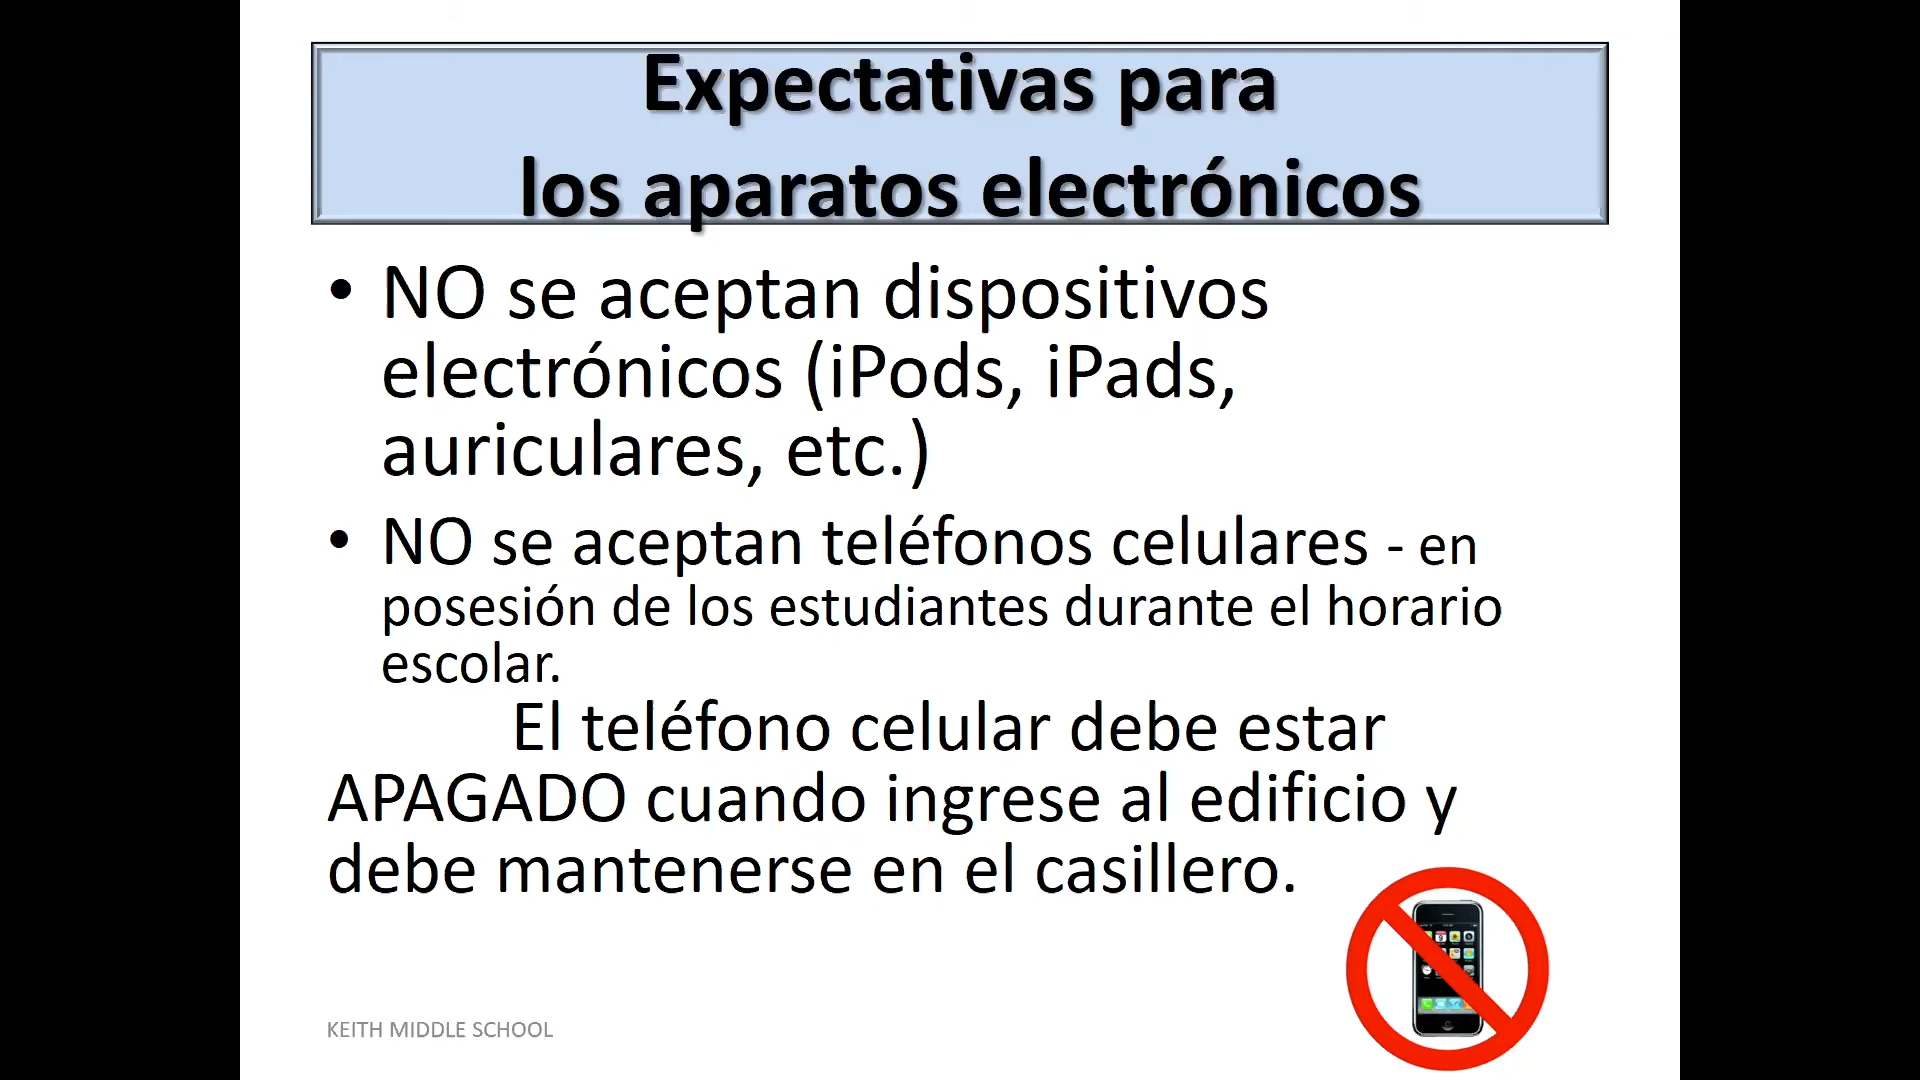 Expectativas para
los aparatos electrónicos
• NO se aceptan dispositivos
electrónicos (iPods, iPads,
auriculares, etc.)
• NO se aceptan teléfonos celulares - en
posesión de los estudiantes durante el horario
escolar.
El teléfono celular debe estar
APAGADO cuando ingrese al edificio y
debe mantenerse en el casillero.
KEITH MIDDLE SCHOOL